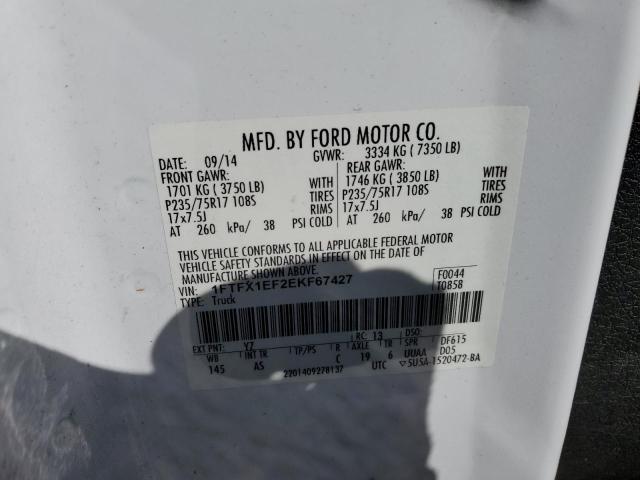 MFD. BY FORD MOTOR CO.
DATE: 09/14 GVWR: 3334 KG ( 7350 LB)
FRONT GAWR: REAR GAWR:
1701 KG ( 3750 LB) WITH 1746 KG ( 3850 LB) WITH
P235/75R17 108S TIRES P235/75R17 108S TIRES
17x7.5J RIMS 17x7.5J RIMS
AT 260 kPa/ 38 PSI COLD AT 260 kPa/ 38 PSI COLD
THIS VEHICLE CONFORMS TO ALL APPLICABLE FEDERAL MOTOR
VEHICLE SAFETY STANDARDS IN EFFECT ON THE DATE OF
MANUFACTURE SHOWN ABOVE.
VIN: 1FTFX1EF2EKF67427 F0044
TYPE: Truck T0858
EXT PNT: YZ RC: 13 DSO:
WB INT TR TP/PS R AXLE TR SPR DF615
145 AS C 19 6 UUAA D05
2201409278137 UTC ▽5U5A-1520472-BA